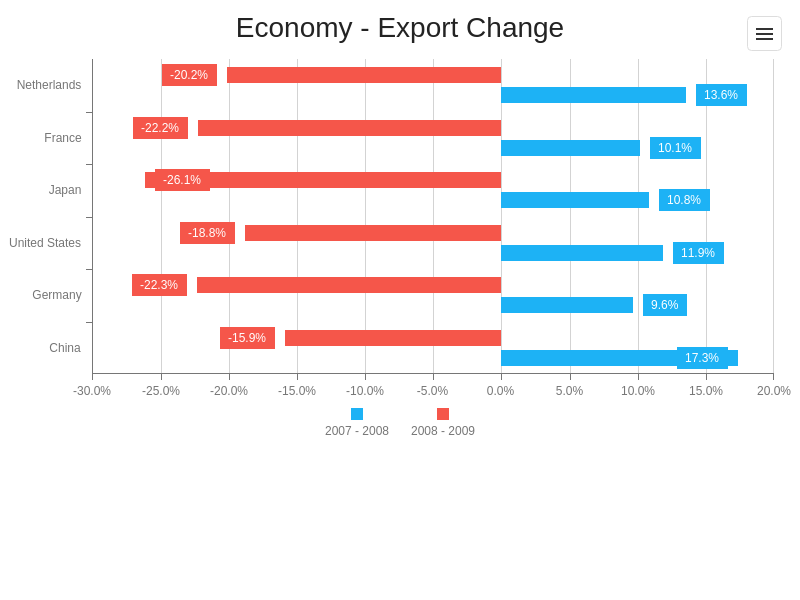 Economy - Export Change
Netherlands
-20.2%
13.6%
France
-22.2%
10.1%
Japan
-26.1%
10.8%
United States
-18.8%
11.9%
Germany
-22.3%
9.6%
China
-15.9%
17.3%
-30.0% -25.0% -20.0% -15.0% -10.0% -5.0% 0.0% 5.0% 10.0% 15.0% 20.0%
2007 - 2008 2008 - 2009